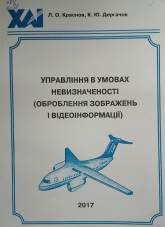 ХАІ
Л. О. Краснов, К. Ю. Дергачов
УПРАВЛІННЯ В УМОВАХ
НЕВИЗНАЧЕНОСТІ
(ОБРОБЛЕННЯ ЗОБРАЖЕНЬ
І ВІДЕОІНФОРМАЦІЇ)
2017